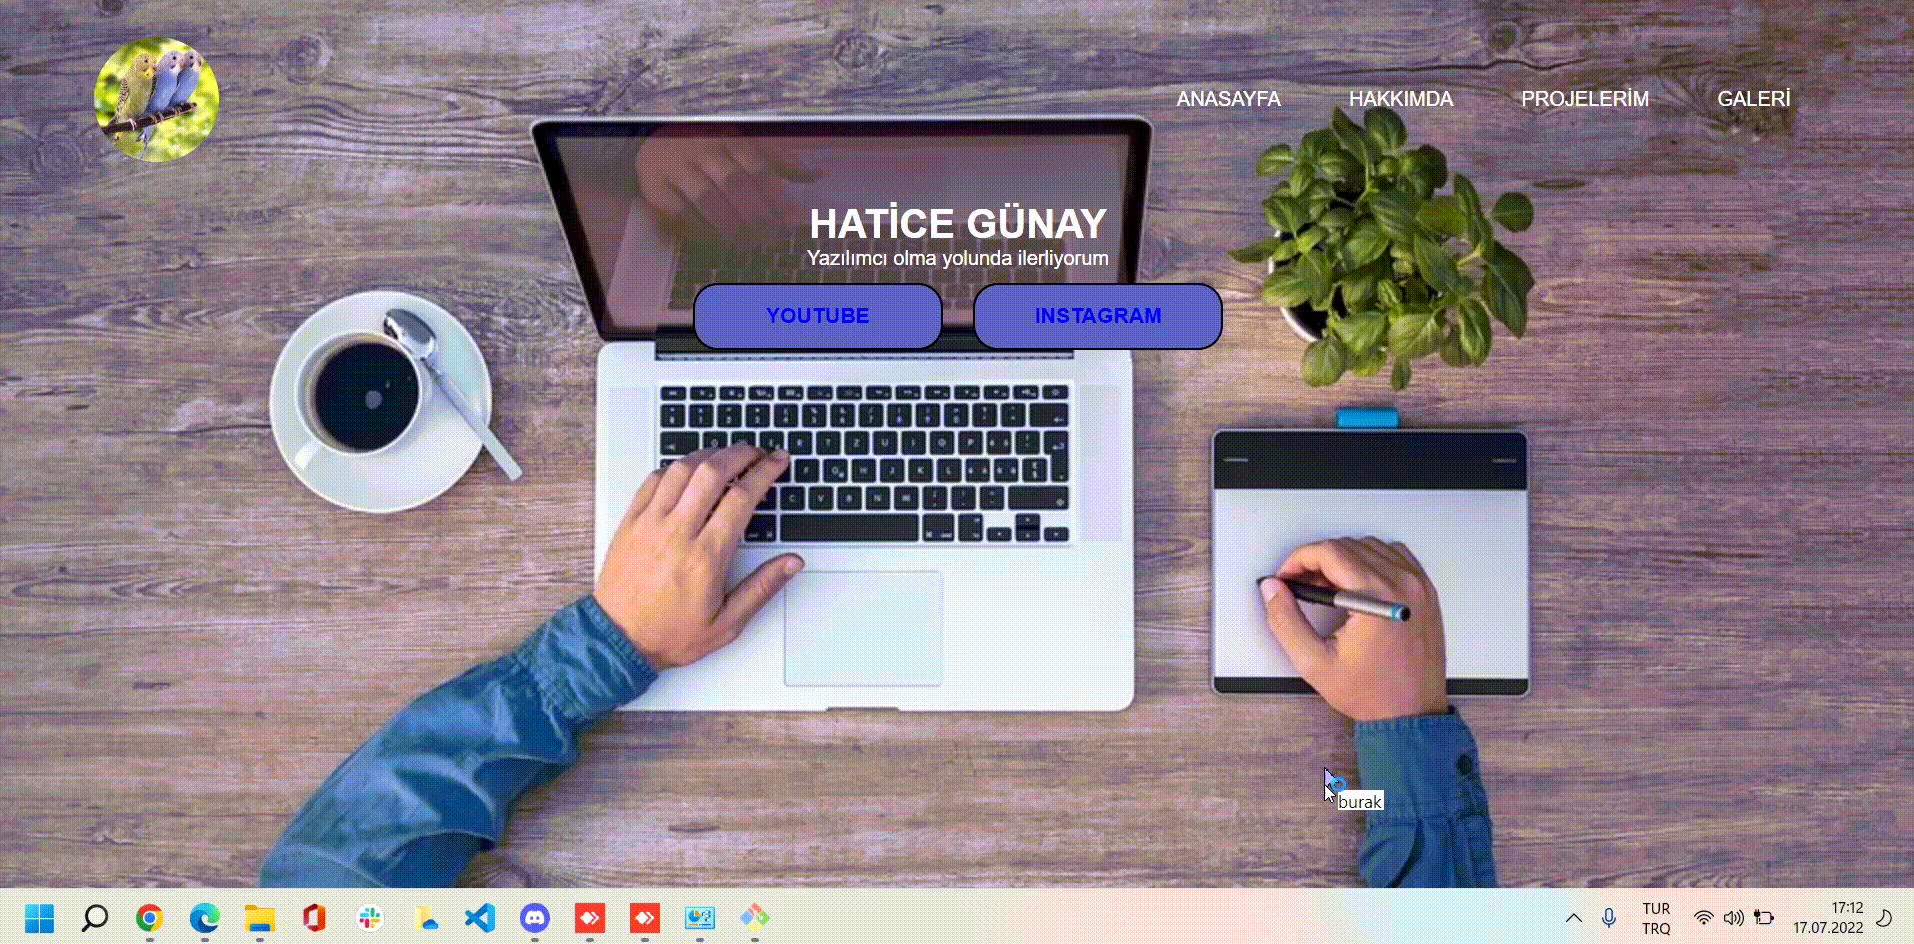 ANASAYFA HAKKIMDA PROJELERİM GALERİ
HATİCE GÜNAY
Yazılımcı olma yolunda ilerliyorum
YOUTUBE INSTAGRAM
burak
TUR
TRQ
17:12
17.07.2022